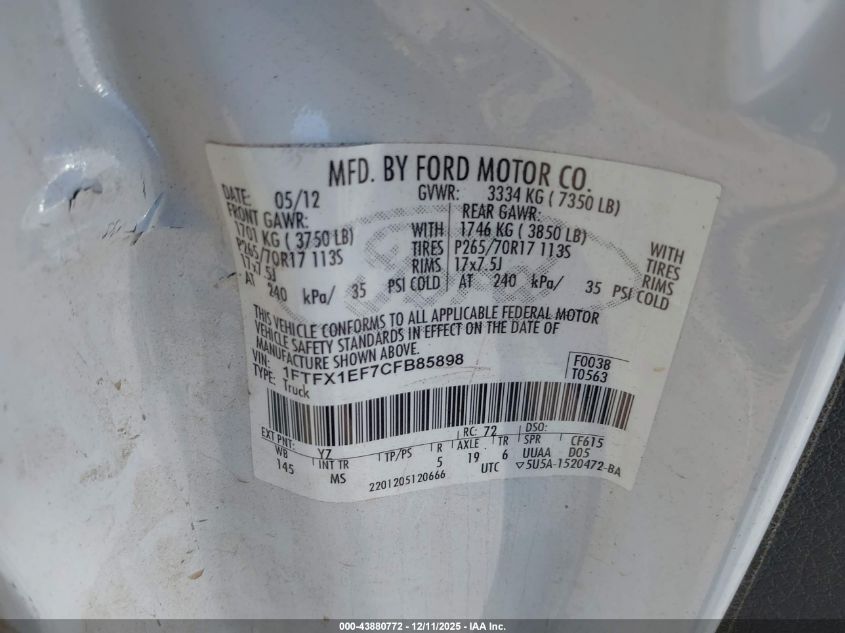 MFD. BY FORD MOTOR CO.
DATE: 05/12 GVWR: 3334 KG ( 7350 LB)
FRONT GAWR: REAR GAWR:
1701 KG ( 3750 LB) WITH 1746 KG ( 3850 LB) WITH
P265/70R17 113S TIRES P265/70R17 113S TIRES
17x7.5J RIMS 17x7.5J RIMS
AT 240 kPa/ 35 PSI COLD AT 240 kPa/ 35 PSI COLD
THIS VEHICLE CONFORMS TO ALL APPLICABLE FEDERAL MOTOR
VEHICLE SAFETY STANDARDS IN EFFECT ON THE DATE OF
MANUFACTURE SHOWN ABOVE.
VIN: 1FTFX1EF7CFB85898 F0038
TYPE: Truck T0563
EXT PNT: YZ RC: 72 DSO:
WB INT TR TP/PS R AXLE TR SPR CF615
145 MS 5 19 6 UUAA D05
2201205120666 UTC ▽5U5A-1520472-BA
000-43880772 - 12/11/2025 - IAA Inc.